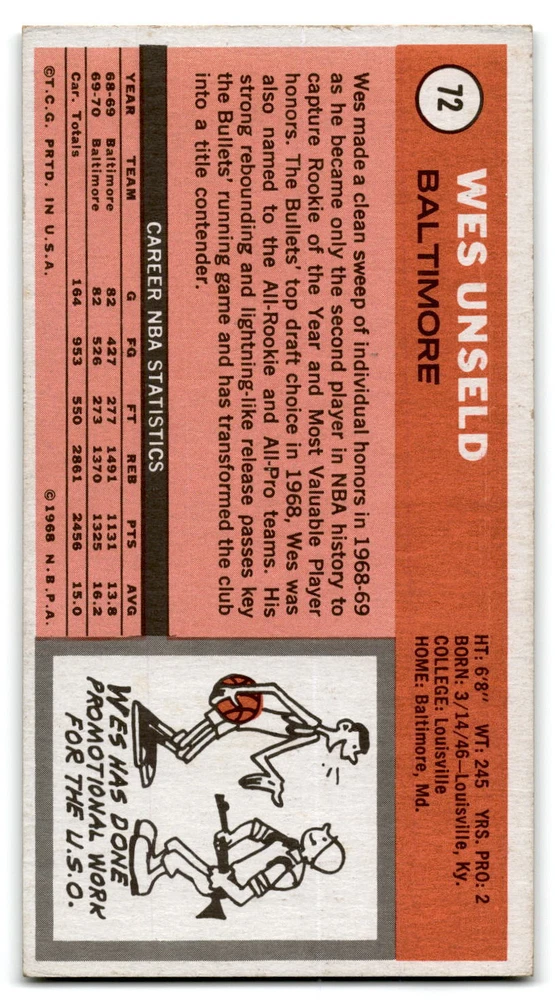 72
WES UNSELD
BALTIMORE
HT: 6'8" WT: 245 YRS. PRO: 2
BORN: 3/14/46—Louisville, Ky.
COLLEGE: Louisville
HOME: Baltimore, Md.
Wes made a clean sweep of individual honors in 1968-69
as he became only the second player in NBA history to
capture Rookie of the Year and Most Valuable Player
honors. The Bullets' top draft choice in 1968, Wes was
also named to the All-Rookie and All-Pro teams. His
strong rebounding and lightning-like release passes key
the Bullets' running game and has transformed the club
into a title contender.
CAREER NBA STATISTICS
YEAR TEAM G FG FT REB PTS AVG
68-69 Baltimore 82 427 277 1491 1131 13.8
69-70 Baltimore 82 526 273 1370 1325 16.2
Car. Totals 164 953 550 2861 2456 15.0
©T.C.G. PRTD. IN U.S.A. ©1968 N.B.P.A.
WES HAS DONE
PROMOTIONAL WORK
FOR THE U.S.O.